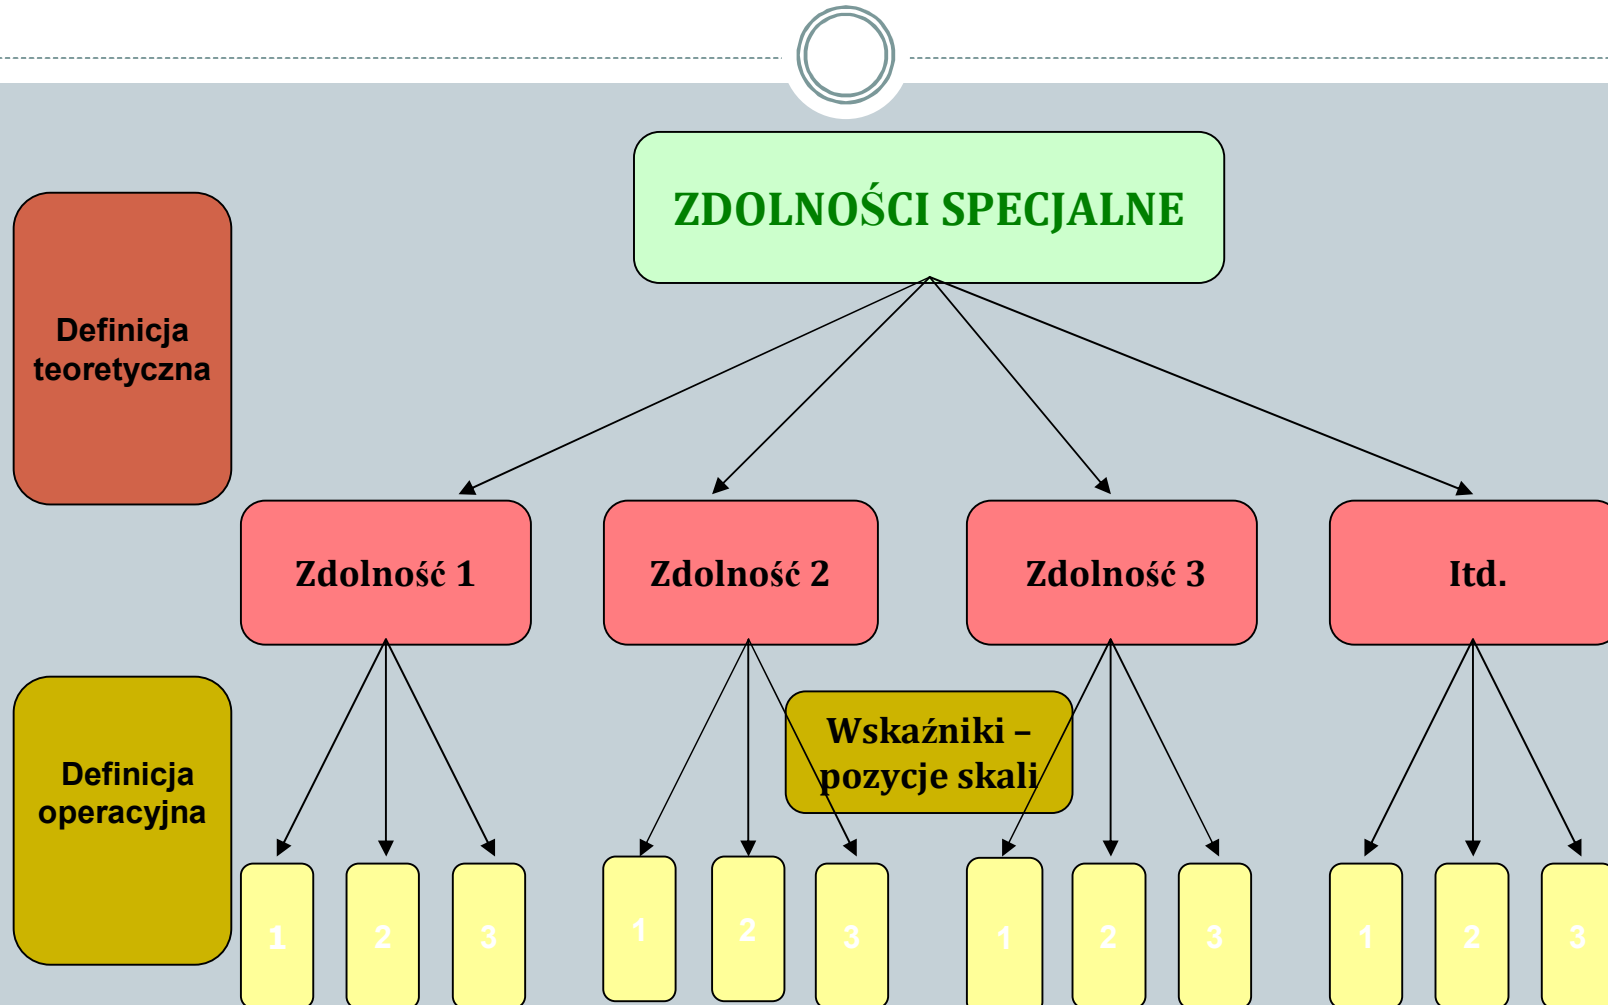 ZDOLNOŚCI SPECJALNE
Definicja
teoretyczna
Zdolność 1
Zdolność 2
Zdolność 3
Itd.
Definicja
operacyjna
Wskaźniki –
pozycje skali
1 2 3 1 2 3 1 2 3 1 2 3